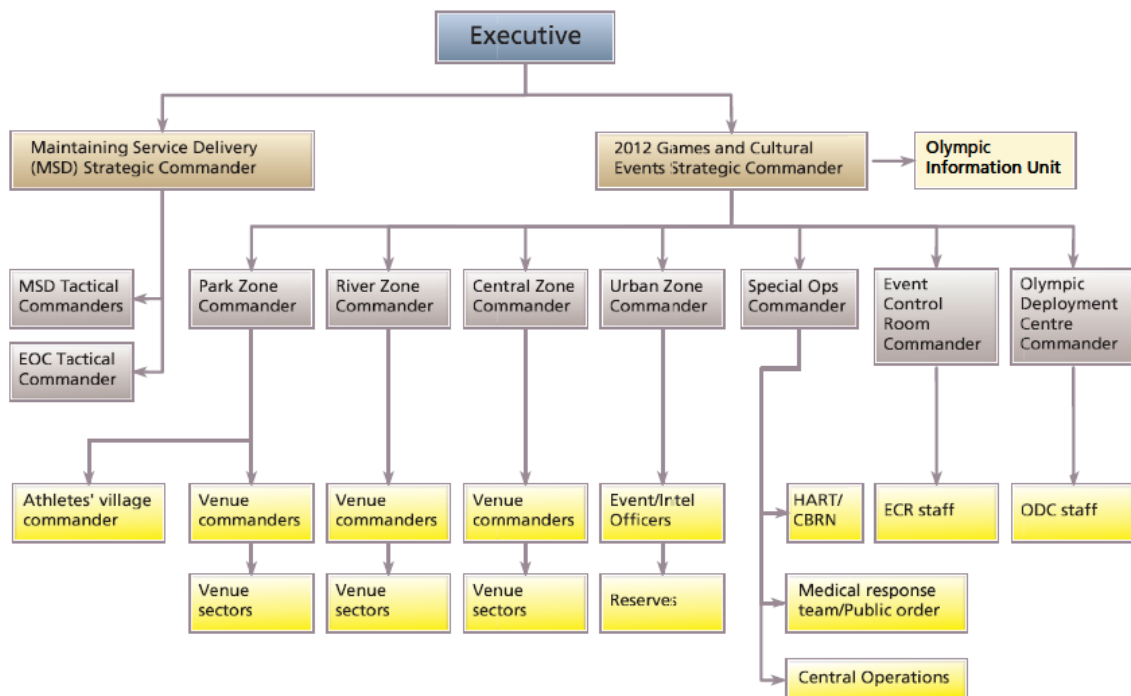 Executive
Maintaining Service Delivery
(MSD) Strategic Commander
2012 Games and Cultural
Events Strategic Commander
Olympic
Information Unit
MSD Tactical
Commanders
Park Zone
Commander
River Zone
Commander
Central Zone
Commander
Urban Zone
Commander
Special Ops
Commander
Event
Control
Room
Commander
Olympic
Deployment
Centre
Commander
EOC Tactical
Commander
Athletes' village
commander
Venue
commanders
Venue
commanders
Venue
commanders
Event/Intel
Officers
HART/
CBRN
ECR staff
ODC staff
Venue
sectors
Venue
sectors
Venue
sectors
Reserves
Medical response
team/Public order
Central Operations